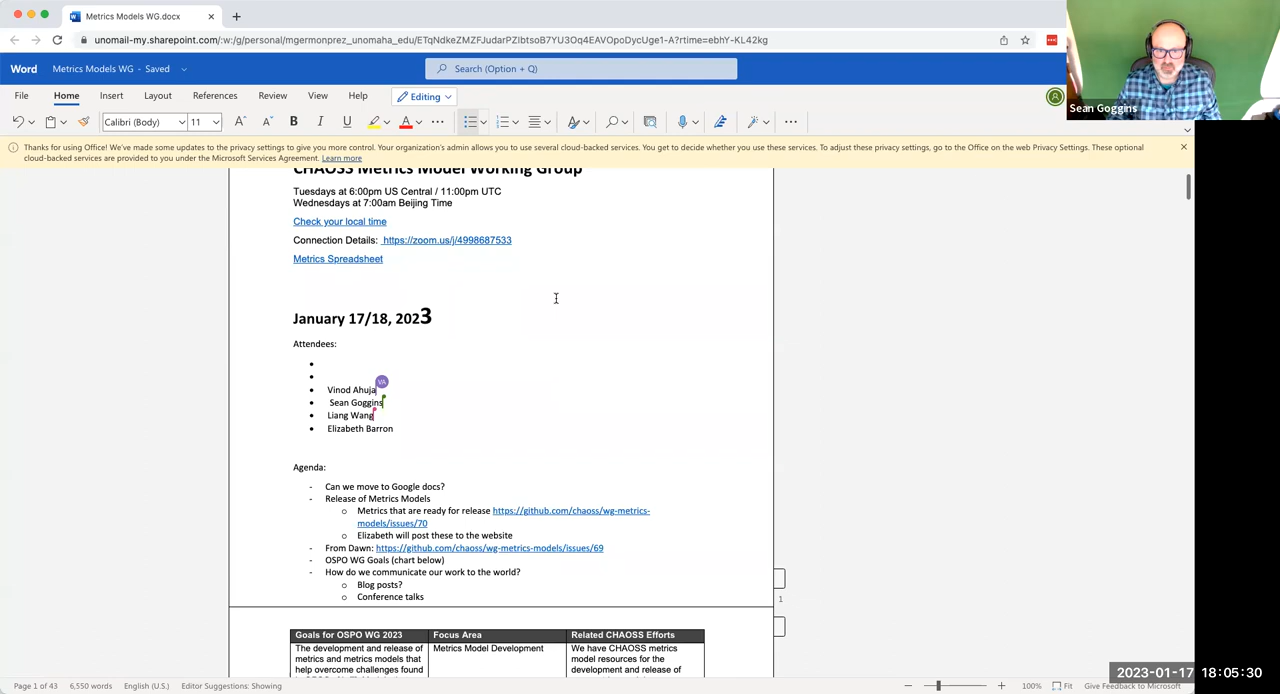 Metrics Models WG.docx
unomail-my.sharepoint.com/:w:/g/personal/mgermonprez_unomaha_edu/ETqNdkeZMZFJudarPZIbtsoB7YU3Oq4EAVOpoDycUge1-A?rtime=ebhY-KL42kg
Word Metrics Models WG - Saved Search (Option + Q)
Sean Goggins
File Home Insert Layout References Review View Help Editing
Calibri (Body) 11
Thanks for using Office! We've made some updates to the privacy settings to give you more control. Your organization's admin allows you to use several cloud-backed services. You get to decide whether you use these services. To adjust these privacy settings, go to the Office on the web Privacy Settings. These optional
cloud-backed services are provided to you under the Microsoft Services Agreement. Learn more
CHAOSS Metrics Model Working Group
Tuesdays at 6:00pm US Central / 11:00pm UTC
Wednesdays at 7:00am Beijing Time
Check your local time
Connection Details: https://zoom.us/j/4998687533
Metrics Spreadsheet
January 17/18, 2023
Attendees:
VA
• Vinod Ahuja
• Sean Goggins
• Liang Wang
• Elizabeth Barron
Agenda:
- Can we move to Google docs?
- Release of Metrics Models
o Metrics that are ready for release https://github.com/chaoss/wg-metrics-
models/issues/70
o Elizabeth will post these to the website
- From Dawn: https://github.com/chaoss/wg-metrics-models/issues/69
- OSPO WG Goals (chart below)
- How do we communicate our work to the world?
o Blog posts?
o Conference talks
1
Goals for OSPO WG 2023 Focus Area Related CHAOSS Efforts
The development and release of Metrics Model Development We have CHAOSS metrics
metrics and metrics models that model resources for the
help overcome challenges found development and release of
2023-01-17 18:05:30
Page 1 of 43 6,550 words English (U.S.) Editor Suggestions: Showing 100% Fit Give Feedback to Microsoft